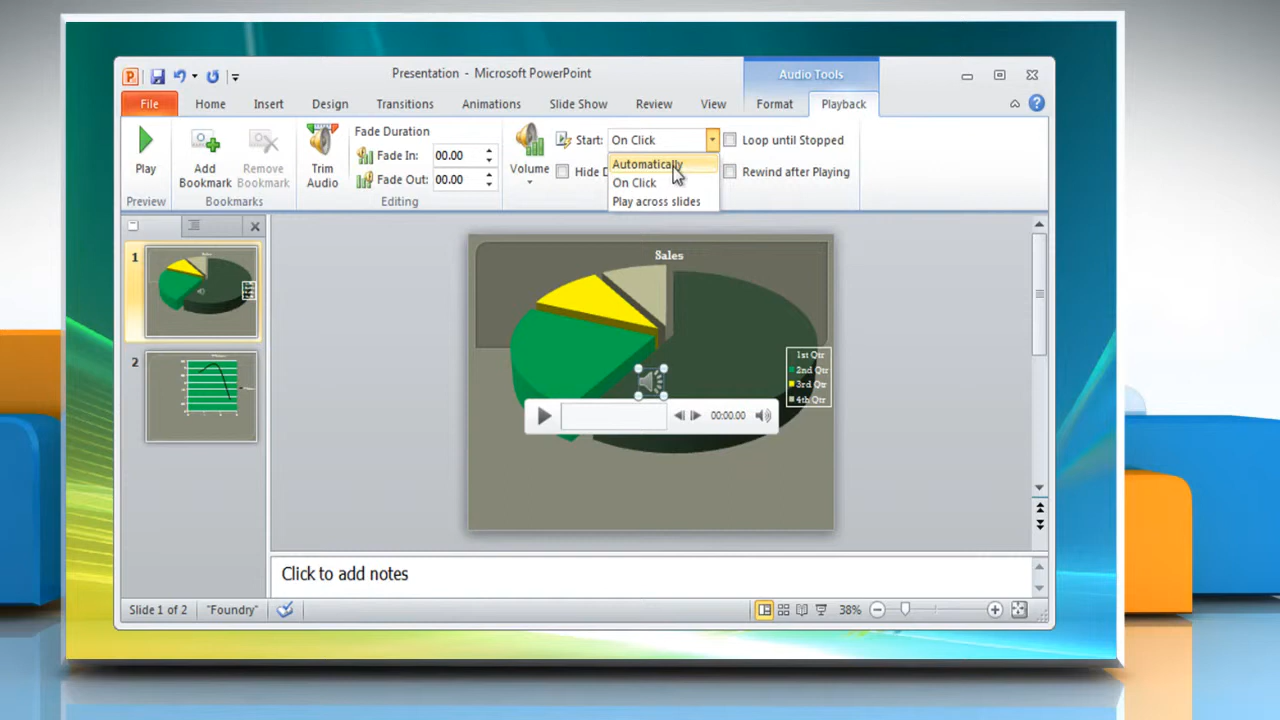 Presentation - Microsoft PowerPoint
Audio Tools
File Home Insert Design Transitions Animations Slide Show Review View Format Playback
Play
Preview
Add Bookmark
Remove Bookmark
Bookmarks
Trim Audio
Fade Duration
Fade In: 00.00
Fade Out: 00.00
Editing
Volume
Start: On Click
Hide D
Automatically
On Click
Play across slides
Loop until Stopped
Rewind after Playing
1
Sales
2
Sales
1st Qtr
2nd Qtr
3rd Qtr
4th Qtr
00:00.00
Click to add notes
Slide 1 of 2 "Foundry" 38%